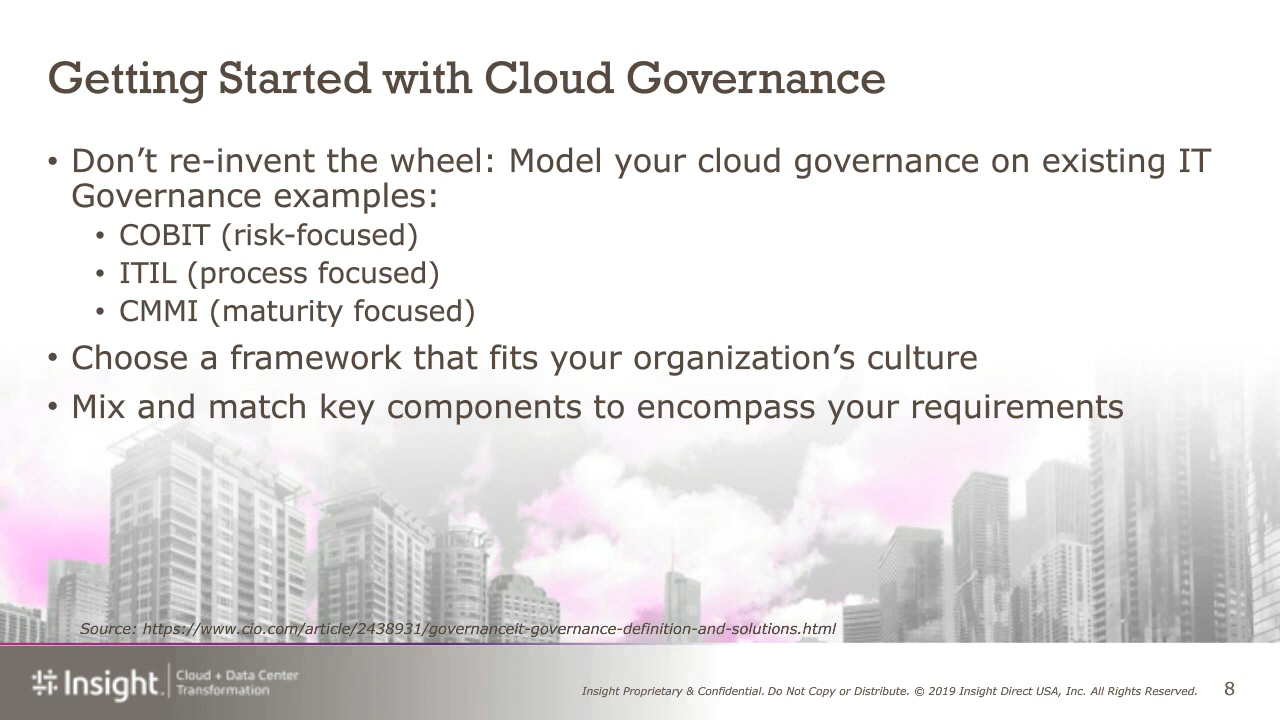 Getting Started with Cloud Governance
• Don’t re-invent the wheel: Model your cloud governance on existing IT
Governance examples:
• COBIT (risk-focused)
• ITIL (process focused)
• CMMI (maturity focused)
• Choose a framework that fits your organization’s culture
• Mix and match key components to encompass your requirements
Source: https://www.cio.com/article/2438931/governanceit-governance-definition-and-solutions.html
Insight.
Cloud + Data Center
Transformation
Insight Proprietary & Confidential. Do Not Copy or Distribute. © 2019 Insight Direct USA, Inc. All Rights Reserved.
8